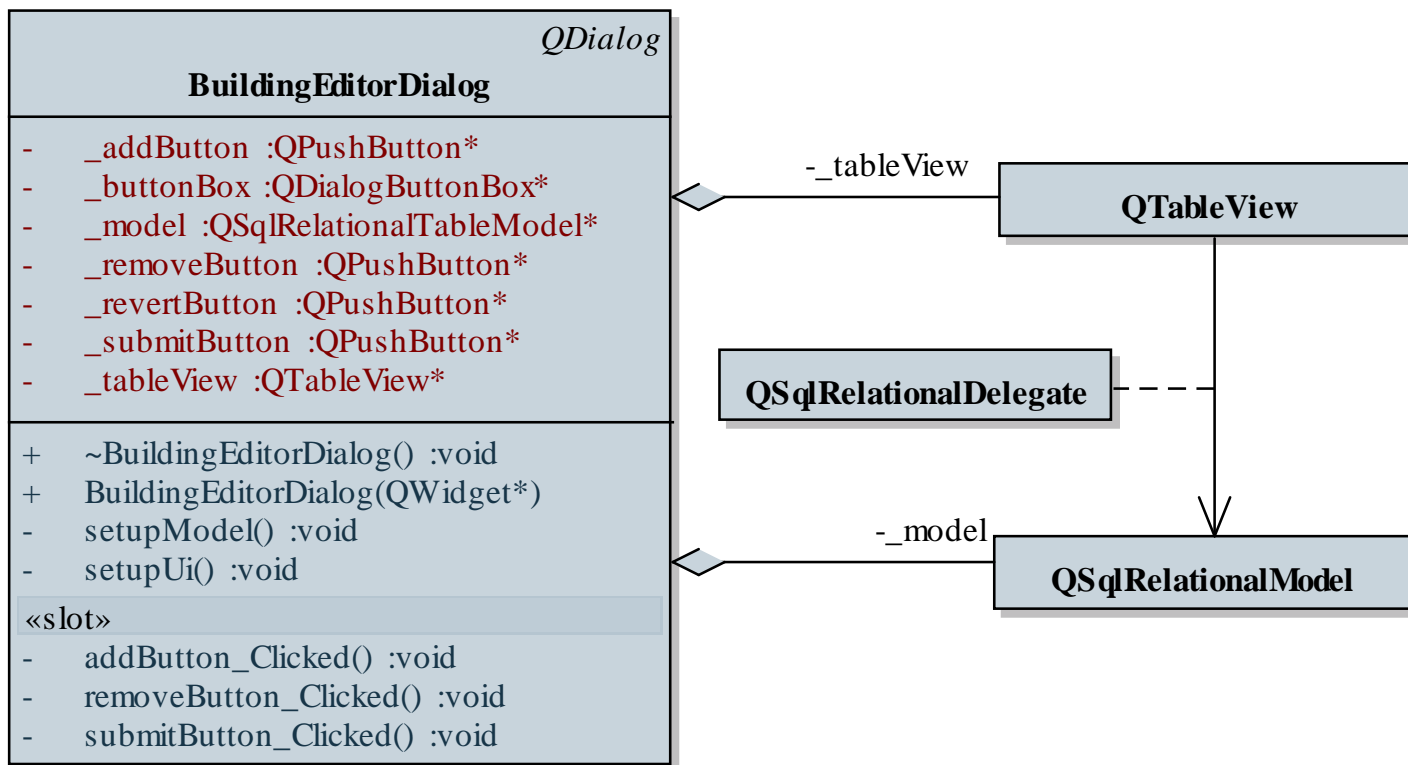 QDialog
BuildingEditorDialog
- _addButton :QPushButton*
- _buttonBox :QDialogButtonBox*
- _model :QSqlRelationalTableModel*
- _removeButton :QPushButton*
- _revertButton :QPushButton*
- _submitButton :QPushButton*
- _tableView :QTableView*
+ ~BuildingEditorDialog() :void
+ BuildingEditorDialog(QWidget*)
- setupModel() :void
- setupUi() :void
«slot»
- addButton_Clicked() :void
- removeButton_Clicked() :void
- submitButton_Clicked() :void
-_tableView
QTableView
QSqlRelationalDelegate
-_model
QSqlRelationalModel